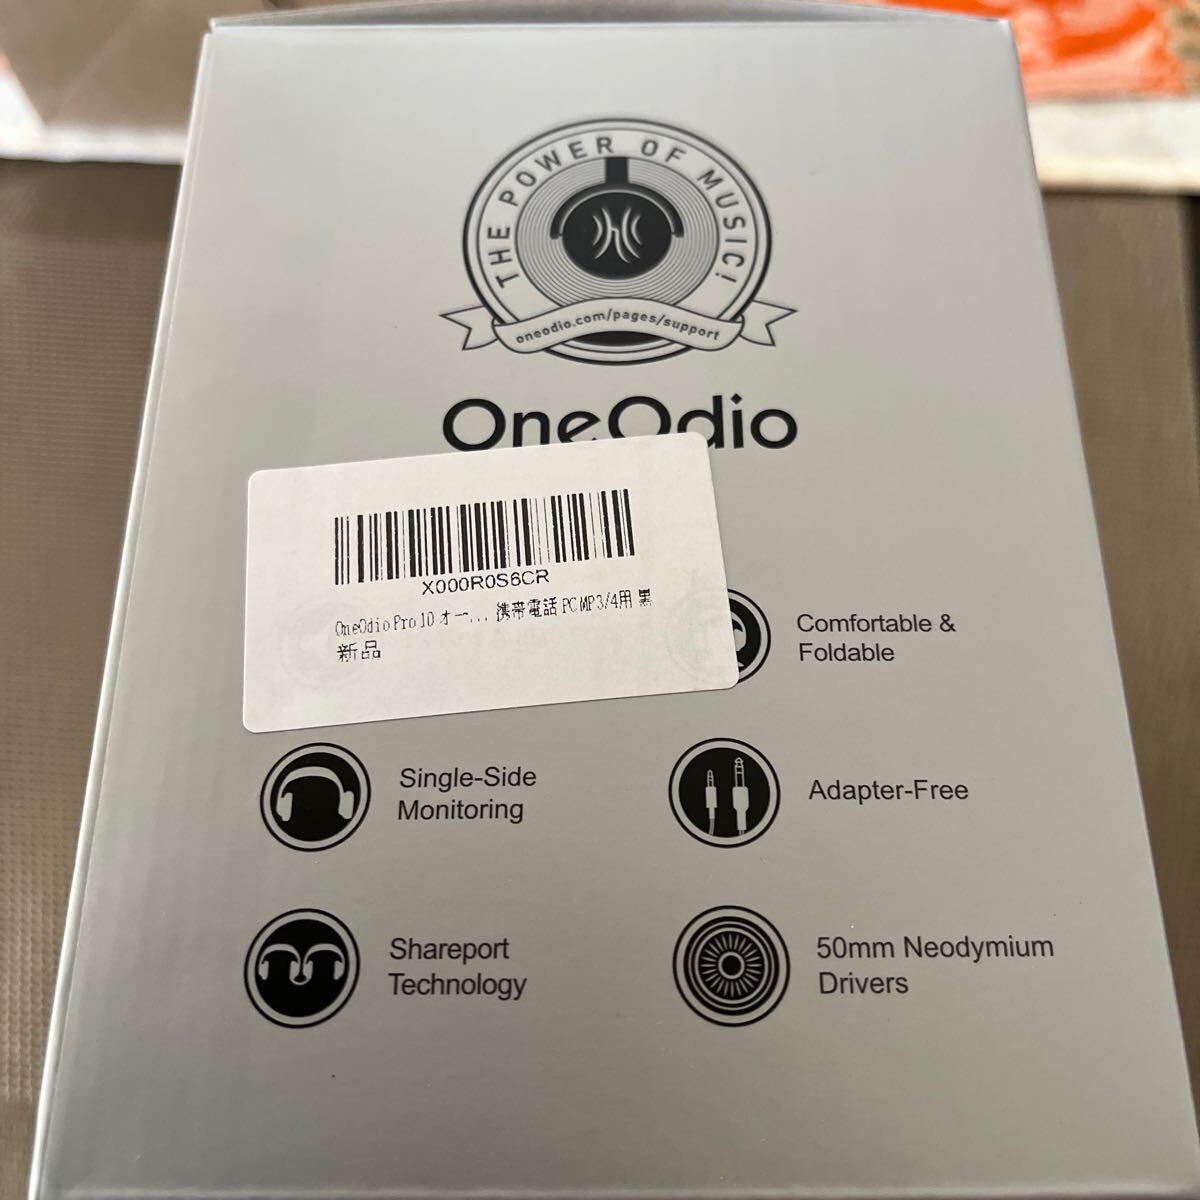 THE POWER OF MUSIC!
oneodio.com/pages/support
OneOdio
X000R0S6CR
OneOdio Pro10 オー... 携帯電話 PC MP3/4用 黒
新品
Comfortable &
Foldable
Single-Side
Monitoring
Adapter-Free
Shareport
Technology
50mm Neodymium
Drivers